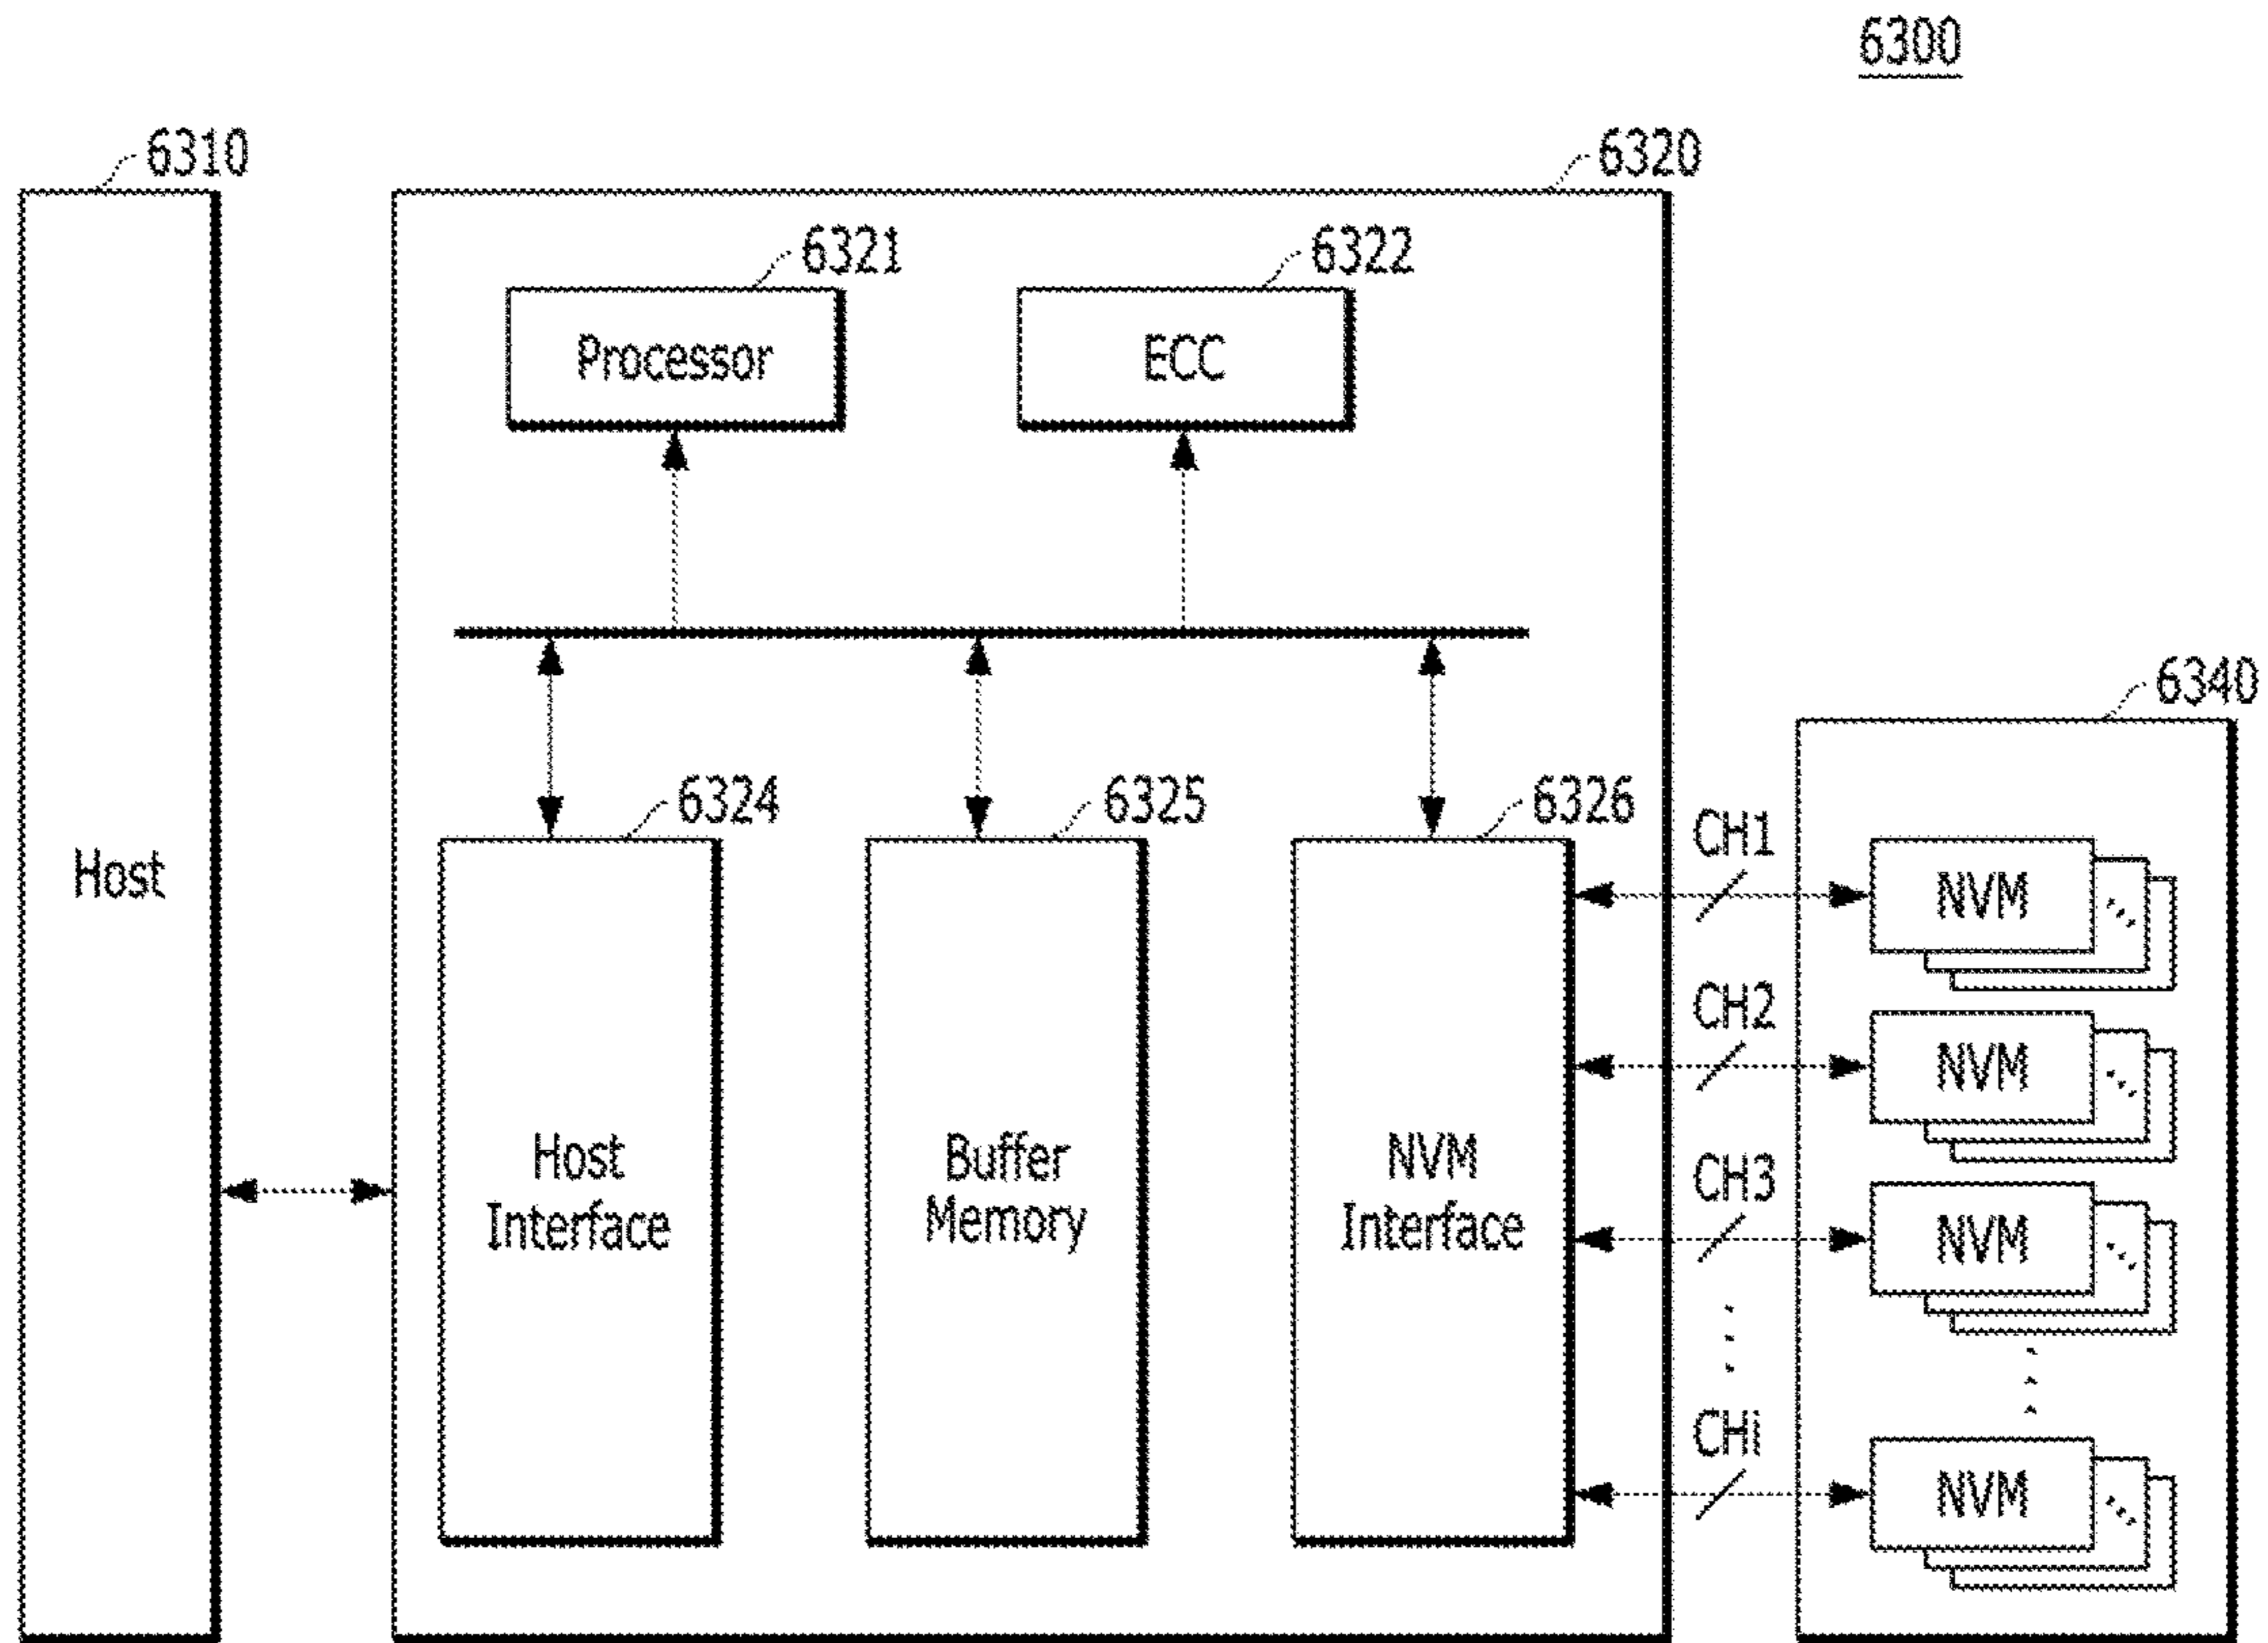 6300
6310
6320
6321
6322
Processor
ECC
6340
6324
6325
6326
CH1
Host
NVM
CH2
NVM
Host
Interface
Buffer
Memory
NVM
Interface
CH3
NVM
CHi
NVM